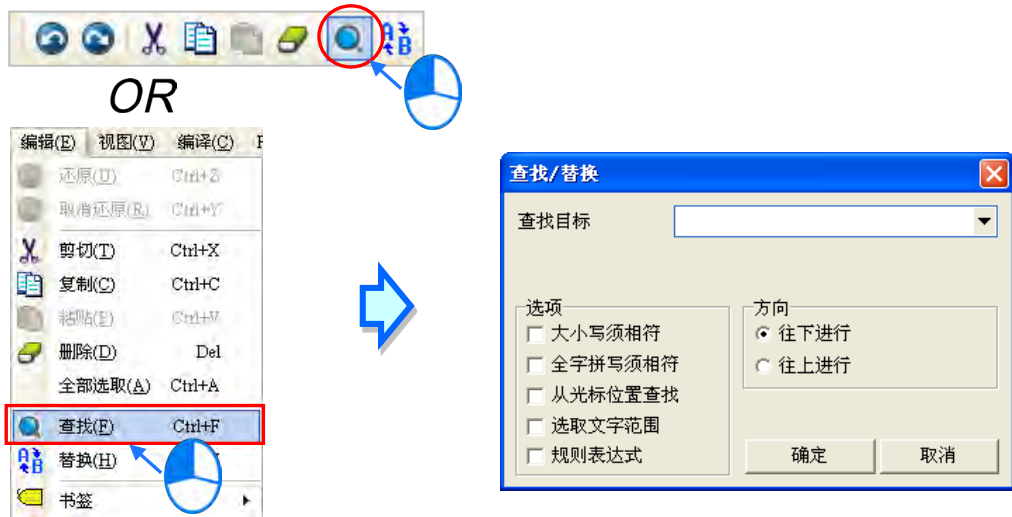 A B
OR
编辑(E) 视图(V) 编译(C)
还原(U) Ctrl+Z
取消还原(R) Ctrl+Y
剪切(T) Ctrl+X
复制(C) Ctrl+C
粘贴(P) Ctrl+V
删除(D) Del
全部选取(A) Ctrl+A
查找(F) Ctrl+F
A B 替换(H)
书签
查找/替换
查找目标
选项
大小写须相符
全字拼写须相符
从光标位置查找
选取文字范围
规则表达式
方向
往下进行
往上进行
确定 取消